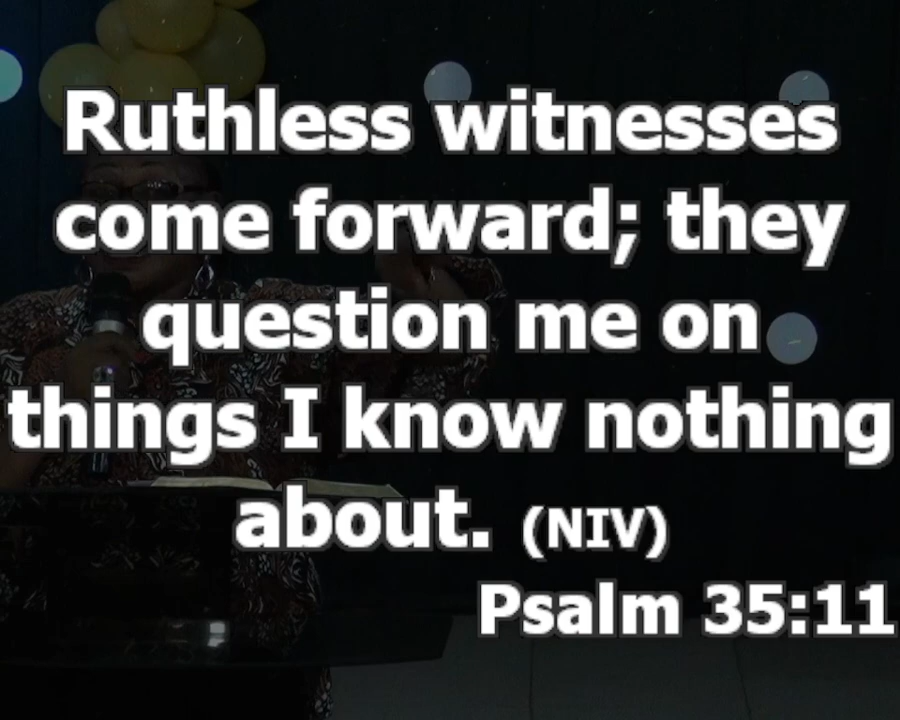 Ruthless witnesses
come forward; they
question me on
things I know nothing
about. (NIV)
Psalm 35:11